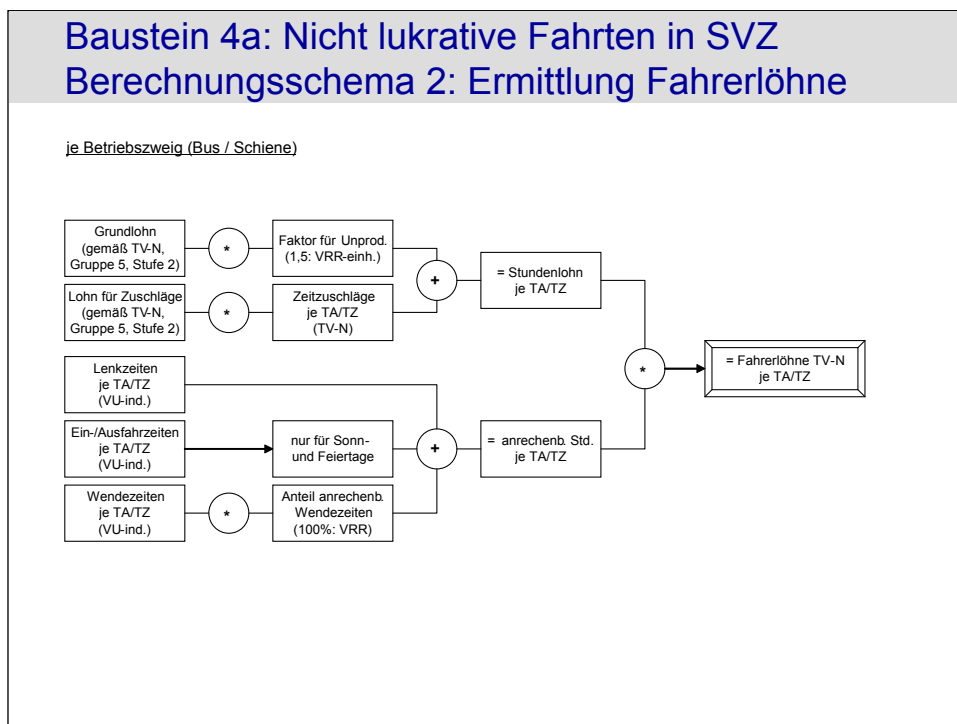 Baustein 4a: Nicht lukrative Fahrten in SVZ
Berechnungsschema 2: Ermittlung Fahrerlöhne
je Betriebszweig (Bus / Schiene)
Grundlohn
(gemäß TV-N,
Gruppe 5, Stufe 2)
*
Faktor für Unprod.
(1,5: VRR-einh.)
Lohn für Zuschläge
(gemäß TV-N,
Gruppe 5, Stufe 2)
*
Zeitzuschläge
je TA/TZ
(TV-N)
+
= Stundenlohn
je TA/TZ
Lenkzeiten
je TA/TZ
(VU-ind.)
Ein-/Ausfahrzeiten
je TA/TZ
(VU-ind.)
nur für Sonn-
und Feiertage
Wendezeiten
je TA/TZ
(VU-ind.)
*
Anteil anrechenb.
Wendezeiten
(100%: VRR)
+
= anrechenb. Std.
je TA/TZ
*
= Fahrerlöhne TV-N
je TA/TZ